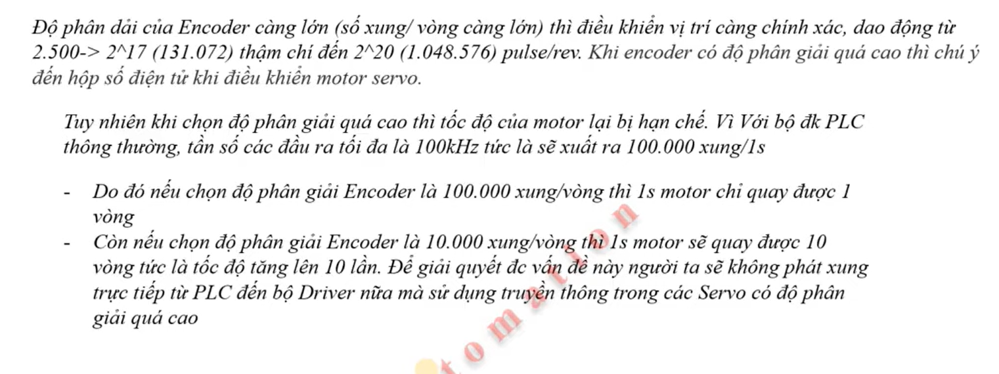 Độ phân dải của Encoder càng lớn (số xung/ vòng càng lớn) thì điều khiển vị trí càng chính xác, dao động từ
2.500-> 2^17 (131.072) thậm chí đến 2^20 (1.048.576) pulse/rev. Khi encoder có độ phân giải quá cao thì chú ý
đến hộp số điện tử khi điều khiển motor servo.
Tuy nhiên khi chọn độ phân giải quá cao thì tốc độ của motor lại bị hạn chế. Vì Với bộ đk PLC
thông thường, tần số các đầu ra tối đa là 100kHz tức là sẽ xuất ra 100.000 xung/1s
- Do đó nếu chọn độ phân giải Encoder là 100.000 xung/vòng thì 1s motor chỉ quay được 1
vòng
- Còn nếu chọn độ phân giải Encoder là 10.000 xung/vòng thì 1s motor sẽ quay được 10
vòng tức là tốc độ tăng lên 10 lần. Để giải quyết đc vấn đề này người ta sẽ không phát xung
trực tiếp từ PLC đến bộ Driver nữa mà sử dụng truyền thông trong các Servo có độ phân
giải quá cao
tomation